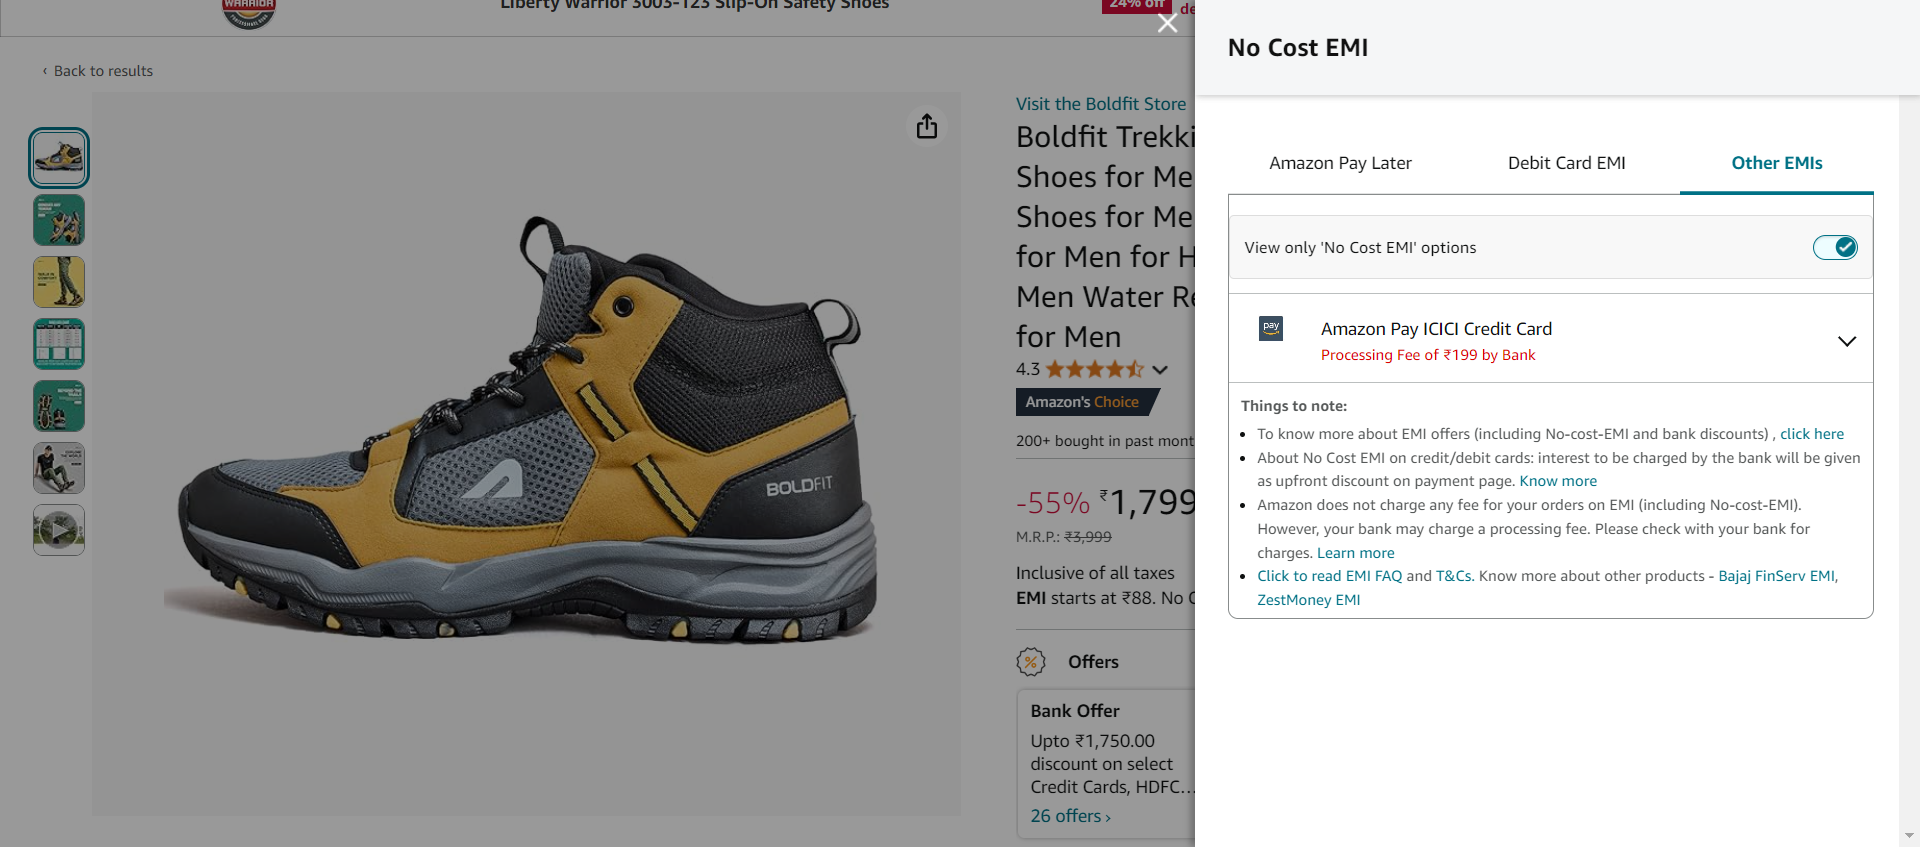 WARRIOR
Liberty Warrior 3003-123 Slip-On Safety Shoes
24% off
‹ Back to results
BOLDFIT
Visit the Boldfit Store
Boldfit Trekki
Shoes for Me
Shoes for Me
for Men for H
Men Water Re
for Men
4.3
Amazon's Choice
200+ bought in past mont
-55% ₹1,799
M.R.P.: ₹3,999
Inclusive of all taxes
EMI starts at ₹88. No C
Offers
Bank Offer
Upto ₹1,750.00
discount on select
Credit Cards, HDFC…
26 offers ›
No Cost EMI
Amazon Pay Later
Debit Card EMI
Other EMIs
View only 'No Cost EMI' options
pay
Amazon Pay ICICI Credit Card
Processing Fee of ₹199 by Bank
Things to note:
To know more about EMI offers (including No-cost-EMI and bank discounts) , click here
About No Cost EMI on credit/debit cards: interest to be charged by the bank will be given
as upfront discount on payment page. Know more
Amazon does not charge any fee for your orders on EMI (including No-cost-EMI).
However, your bank may charge a processing fee. Please check with your bank for
charges. Learn more
Click to read EMI FAQ and T&Cs. Know more about other products - Bajaj FinServ EMI,
ZestMoney EMI